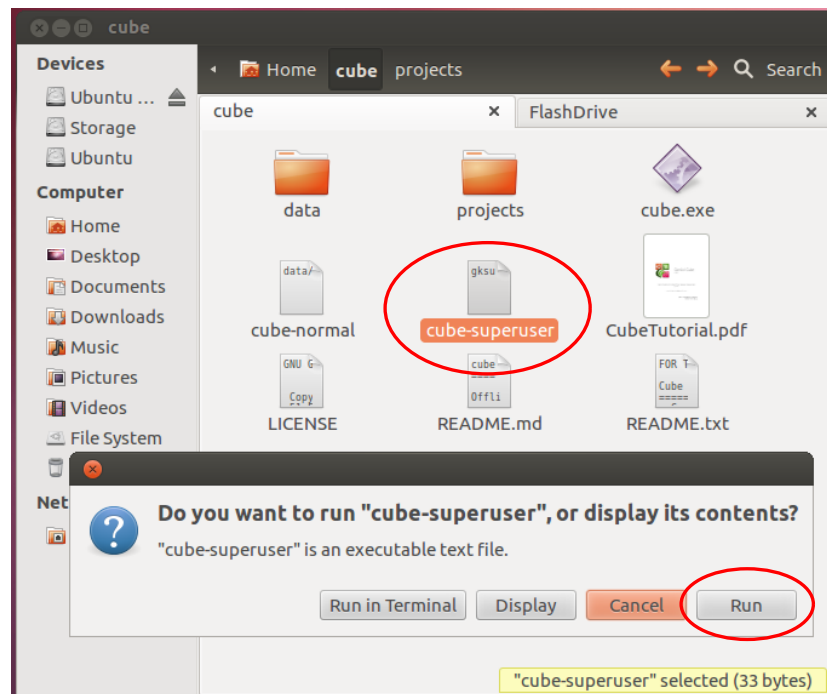 cube
Devices
Ubuntu ...
Storage
Ubuntu
Computer
Home
Desktop
Documents
Downloads
Music
Pictures
Videos
File System
Net
Home cube projects
Search
cube
FlashDrive
data
projects
cube.exe
data/
gksu
cube-normal
cube-superuser
CubeTutorial.pdf
GNU G
Copy
cube
====
Offli
FOR T
Cube
=====
LICENSE
README.md
README.txt
Do you want to run "cube-superuser", or display its contents?
"cube-superuser" is an executable text file.
Run in Terminal
Display
Cancel
Run
"cube-superuser" selected (33 bytes)